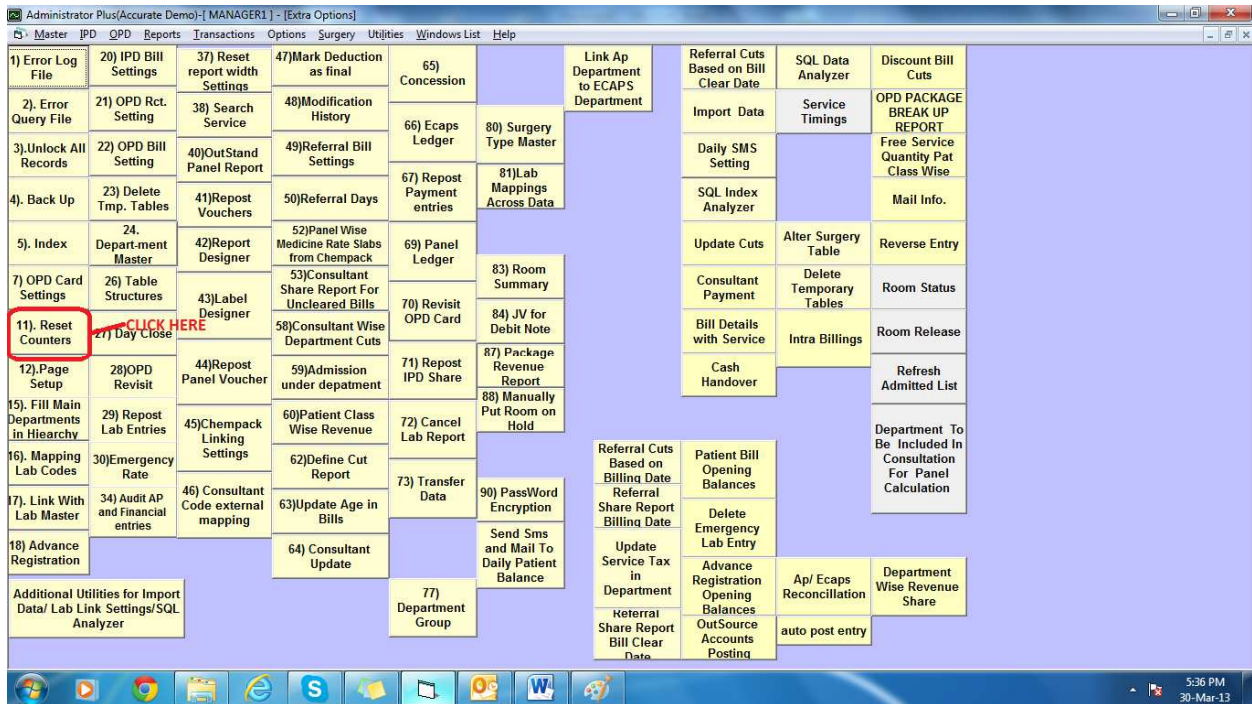 Administrator Plus(Accurate Demo)-[ MANAGER1 ] - [Extra Options]
Master IPD OPD Reports Transactions Options Surgery Utilities Windows List Help
1) Error Log
File
2). Error
Query File
3).Unlock All
Records
4). Back Up
5). Index
7) OPD Card
Settings
11). Reset
Counters
12).Page
Setup
15). Fill Main
Departments
in Hiearchy
16). Mapping
Lab Codes
17). Link With
Lab Master
18) Advance
Registration
Additional Utilities for Import
Data/ Lab Link Settings/SQL
Analyzer
20) IPD Bill
Settings
21) OPD Rct.
Setting
22) OPD Bill
Setting
23) Delete
Tmp. Tables
24.
Depart-ment
Master
26) Table
Structures
CLICK HERE
27) Day Close
28)OPD
Revisit
29) Repost
Lab Entries
30)Emergency
Rate
34) Audit AP
and Financial
entries
37) Reset
report width
Settings
38) Search
Service
40)OutStand
Panel Report
41)Repost
Vouchers
42)Report
Designer
43)Label
Designer
44)Repost
Panel Voucher
45)Chempack
Linking
Settings
46) Consultant
Code external
mapping
47)Mark Deduction
as final
48)Modification
History
49)Referral Bill
Settings
50)Referral Days
52)Panel Wise
Medicine Rate Slabs
from Chempack
53)Consultant
Share Report For
Uncleared Bills
58)Consultant Wise
Department Cuts
59)Admission
under depatment
60)Patient Class
Wise Revenue
62)Define Cut
Report
63)Update Age in
Bills
64) Consultant
Update
65)
Concession
66) Ecaps
Ledger
67) Repost
Payment
entries
69) Panel
Ledger
70) Revisit
OPD Card
71) Repost
IPD Share
72) Cancel
Lab Report
73) Transfer
Data
77)
Department
Group
80) Surgery
Type Master
81)Lab
Mappings
Across Data
83) Room
Summary
84) JV for
Debit Note
87) Package
Revenue
Report
88) Manually
Put Room on
Hold
90) PassWord
Encryption
Send Sms
and Mail To
Daily Patient
Balance
Link Ap
Department
to ECAPS
Department
Referral Cuts
Based on
Billing Date
Referral
Share Report
Billing Date
Update
Service Tax
in
Department
Referral
Share Report
Bill Clear
Date
Referral Cuts
Based on Bill
Clear Date
Import Data
Daily SMS
Setting
SQL Index
Analyzer
Update Cuts
Consultant
Payment
Bill Details
with Service
Cash
Handover
Patient Bill
Opening
Balances
Delete
Emergency
Lab Entry
Advance
Registration
Opening
Balances
OutSource
Accounts
Posting
SQL Data
Analyzer
Service
Timings
Alter Surgery
Table
Delete
Temporary
Tables
Intra Billings
Ap/ Ecaps
Reconcillation
auto post entry
Discount Bill
Cuts
OPD PACKAGE
BREAK UP
REPORT
Free Service
Quantity Pat
Class Wise
Mail Info.
Reverse Entry
Room Status
Room Release
Refresh
Admitted List
Department To
Be Included In
Consultation
For Panel
Calculation
Department
Wise Revenue
Share
5:36 PM
30-Mar-13